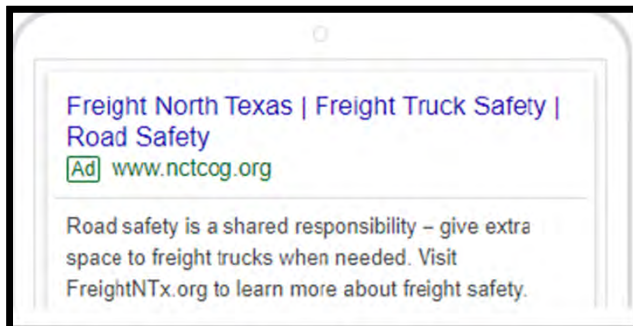 Freight North Texas | Freight Truck Safety |
Road Safety
Ad www.nctcog.org
Road safety is a shared responsibility – give extra
space to freight trucks when needed. Visit
FreightNTx.org to learn more about freight safety.